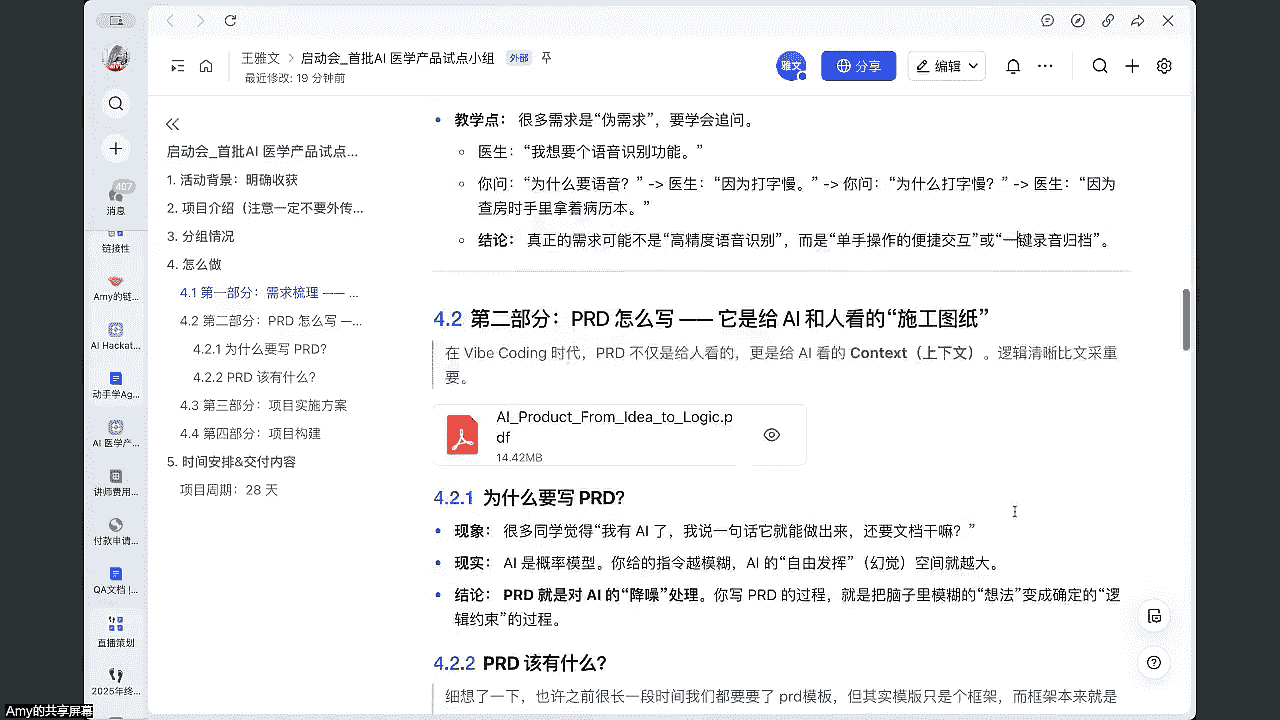 王雅文 > 启动会_首批AI 医学产品试点小组 外部
最近修改: 19 分钟前
雅文
分享
编辑
407
消息
链接性
Amy的链...
AI Hackat...
动手学Ag...
AI 医学产...
讲师费用...
付款申请...
QA文档 |...
直播策划
2025年终...
启动会_首批AI 医学产品试点...
1. 活动背景：明确收获
2. 项目介绍（注意一定不要外传...
3. 分组情况
4. 怎么做
4.1 第一部分：需求梳理 —— ...
4.2 第二部分：PRD 怎么写 —...
4.2.1 为什么要写 PRD?
4.2.2 PRD 该有什么?
4.3 第三部分：项目实施方案
4.4 第四部分：项目构建
5. 时间安排&交付内容
项目周期：28 天
• 教学点： 很多需求是“伪需求”，要学会追问。
◦ 医生：“我想要个语音识别功能。”
◦ 你问：“为什么要语音？” -> 医生：“因为打字慢。” -> 你问：“为什么打字慢？” -> 医生：“因为
查房时手里拿着病历本。”
◦ 结论： 真正的需求可能不是“高精度语音识别”，而是“单手操作的便捷交互”或“一键录音归档”。
4.2 第二部分：PRD 怎么写 —— 它是给 AI 和人看的“施工图纸”
在 Vibe Coding 时代，PRD 不仅是给人看的，更是给 AI 看的 Context（上下文）。逻辑清晰比文采重
要。
AI_Product_From_Idea_to_Logic.p
df
14.42MB
4.2.1 为什么要写 PRD?
• 现象： 很多同学觉得“我有 AI 了，我说一句话它就能做出来，还要文档干嘛？”
• 现实： AI 是概率模型。你给的指令越模糊，AI 的“自由发挥”（幻觉）空间就越大。
• 结论： PRD 就是对 AI 的“降噪”处理。你写 PRD 的过程，就是把脑子里模糊的“想法”变成确定的“逻
辑约束”的过程。
4.2.2 PRD 该有什么?
细想了一下，也许之前很长一段时间我们都要要了 prd模板，但其实模版只是个框架，而框架本来就是
Amy的共享屏幕